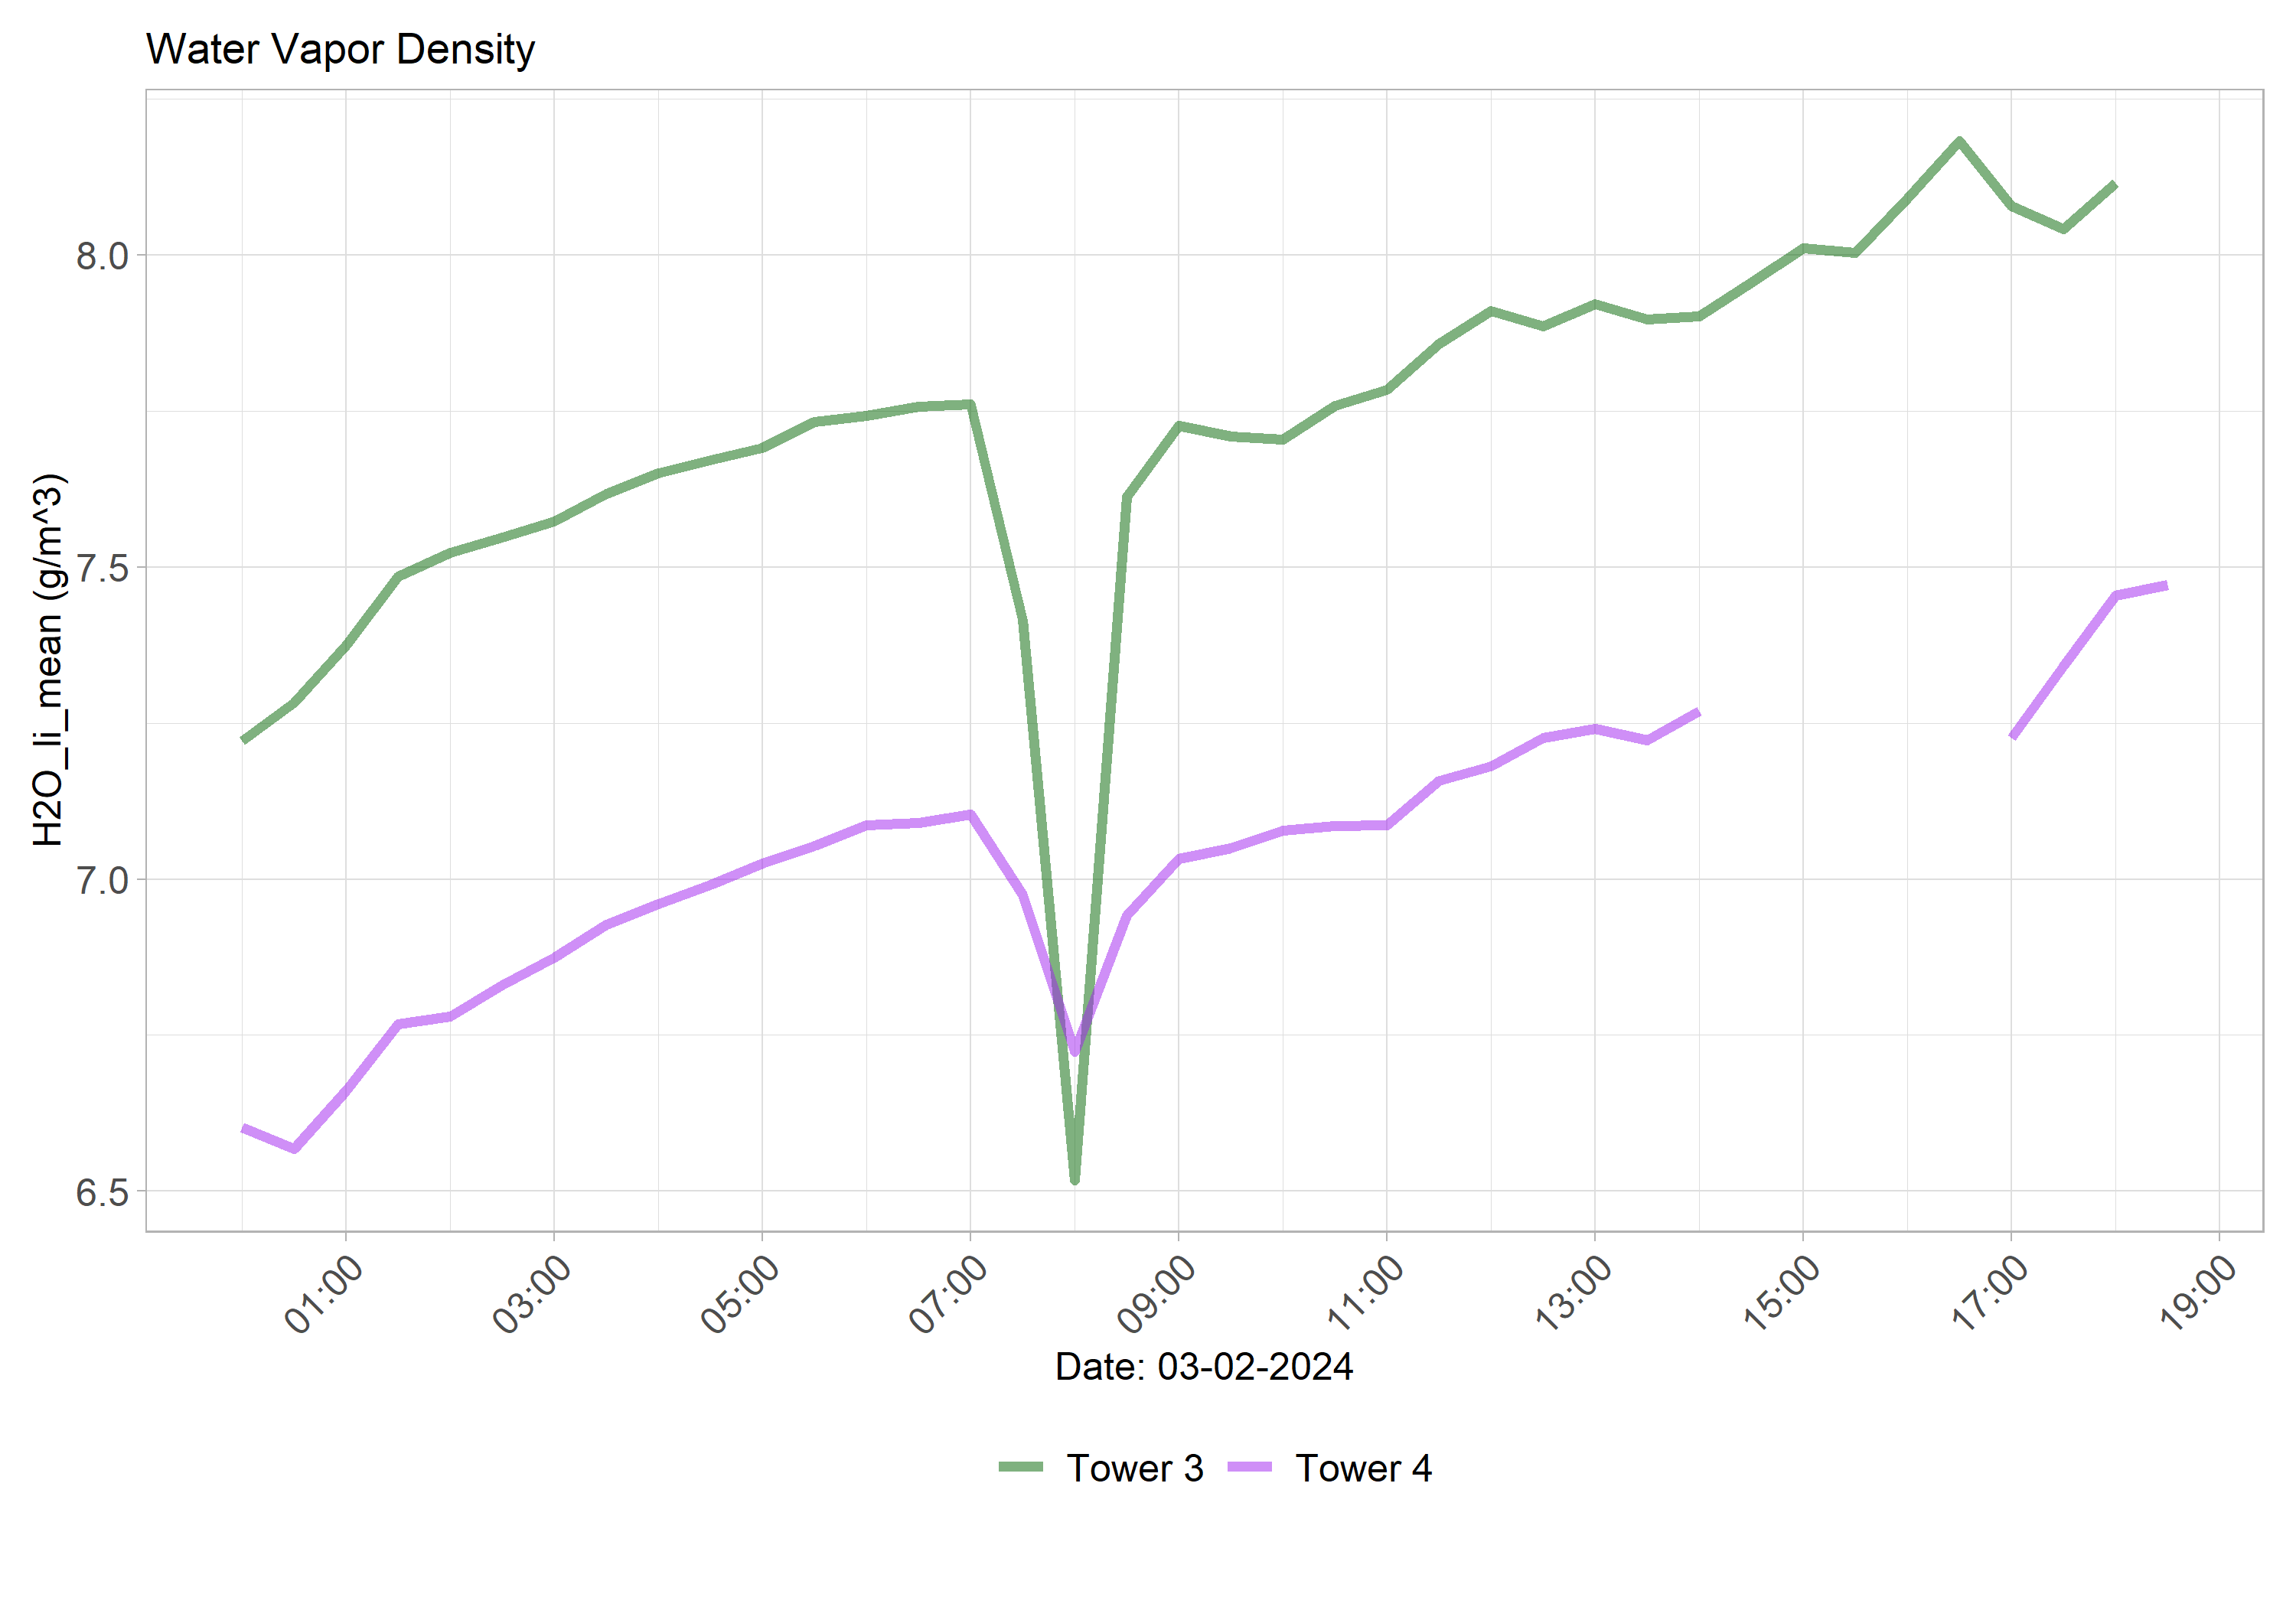 Water Vapor Density
H2O_li_mean (g/m^3)
8.0
7.5
7.0
6.5
01:00 03:00 05:00 07:00 09:00 11:00 13:00 15:00 17:00 19:00
Date: 03-02-2024
Tower 3 Tower 4